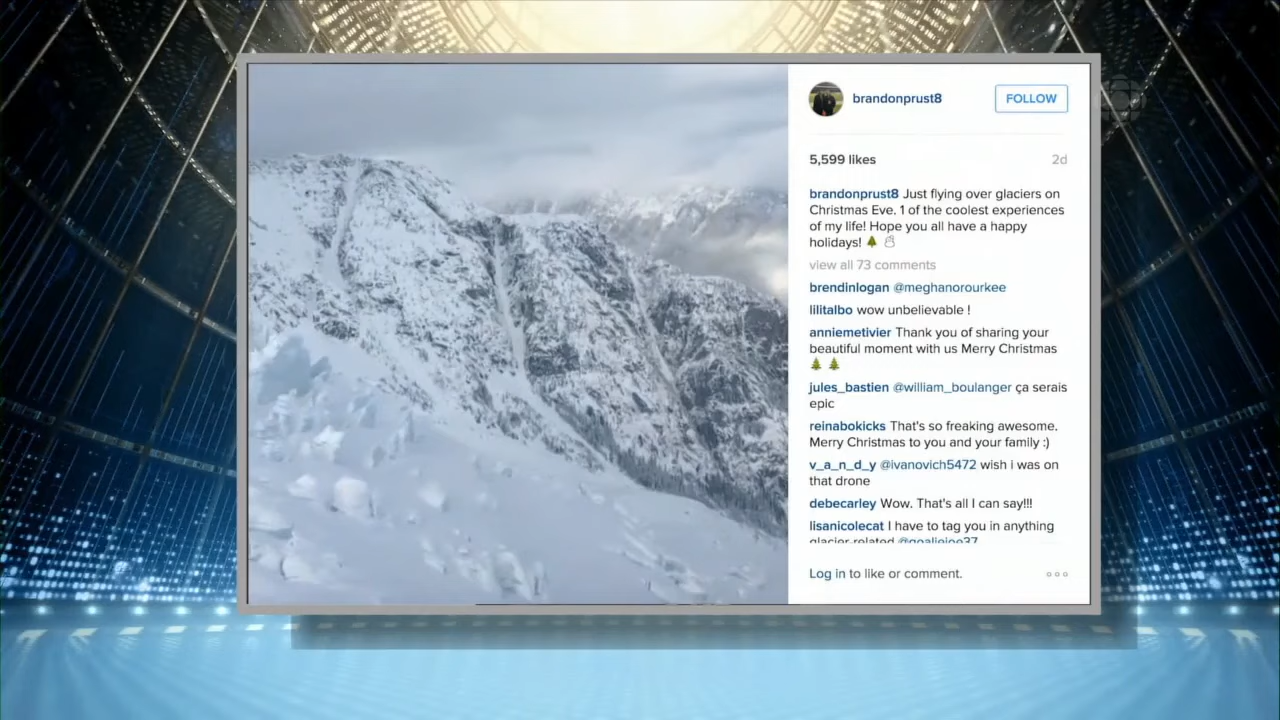 brandonprust8
FOLLOW
5,599 likes
2d
brandonprust8 Just flying over glaciers on
Christmas Eve. 1 of the coolest experiences
of my life! Hope you all have a happy
holidays! 🌲 ☃
view all 73 comments
brendinlogan @meghanorourkee
lilitalbo wow unbelievable !
anniemetivier Thank you of sharing your
beautiful moment with us Merry Christmas
🌲 🌲
jules_bastien @william_boulanger ça serais
epic
reinabokicks That's so freaking awesome.
Merry Christmas to you and your family :)
v_a_n_d_y @ivanovich5472 wish i was on
that drone
debecarley Wow. That's all I can say!!!
lisanicolecat I have to tag you in anything
glacier-related @goaliejoe37
Log in to like or comment.